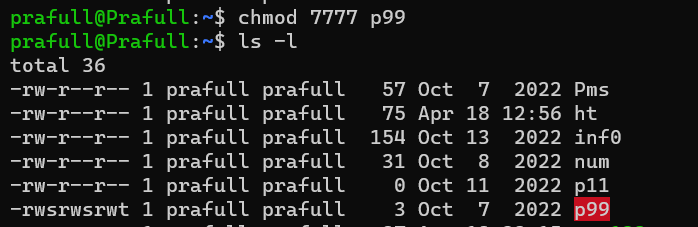 prafull@Prafull:~$ chmod 7777 p99
prafull@Prafull:~$ ls -l
total 36
-rw-r--r-- 1 prafull prafull   57 Oct  7  2022 Pms
-rw-r--r-- 1 prafull prafull   75 Apr 18 12:56 ht
-rw-r--r-- 1 prafull prafull  154 Oct 13  2022 inf0
-rw-r--r-- 1 prafull prafull   31 Oct  8  2022 num
-rw-r--r-- 1 prafull prafull    0 Oct 11  2022 p11
-rwsrwsrwt 1 prafull prafull    3 Oct  7  2022 p99